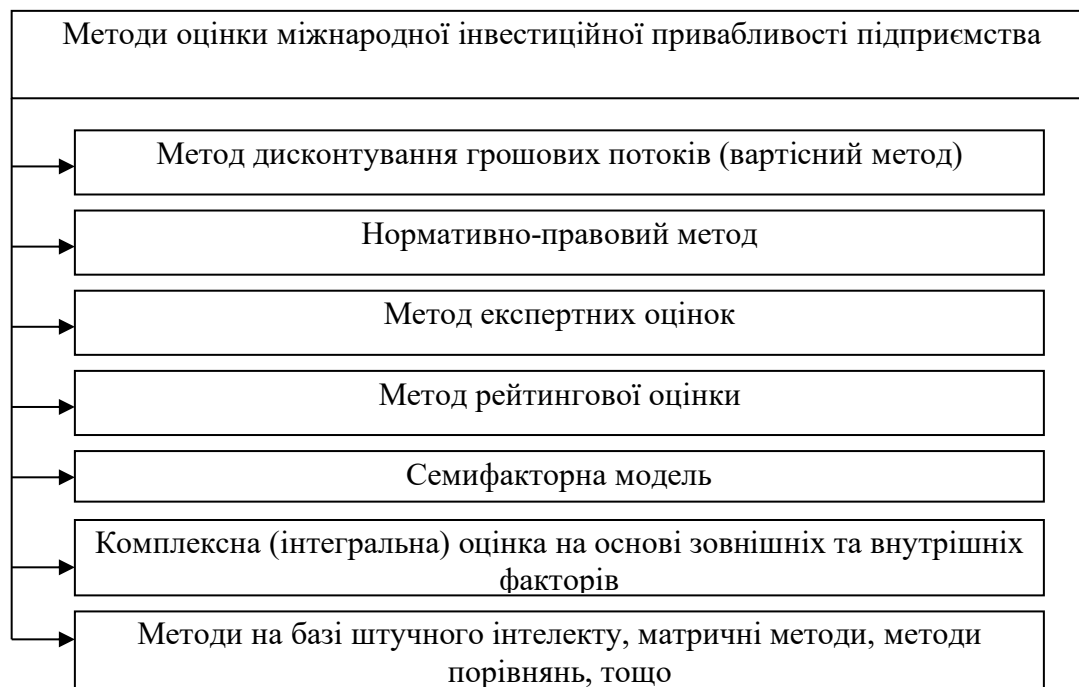 Методи оцінки міжнародної інвестиційної привабливості підприємства
Метод дисконтування грошових потоків (вартісний метод)
Нормативно-правовий метод
Метод експертних оцінок
Метод рейтингової оцінки
Семифакторна модель
Комплексна (інтегральна) оцінка на основі зовнішніх та внутрішніх
факторів
Методи на базі штучного інтелекту, матричні методи, методи
порівнянь, тощо